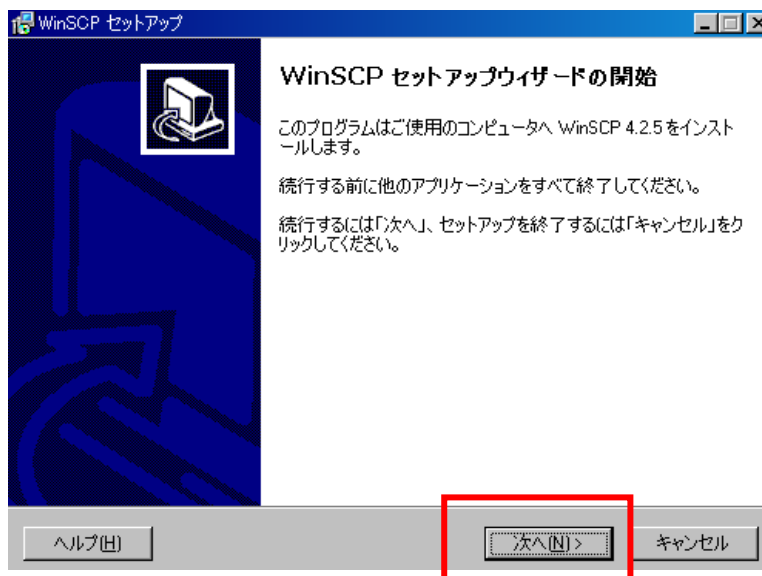 WinSCP セットアップ
WinSCP セットアップウィザードの開始
このプログラムはご使用のコンピュータへ WinSCP 4.2.5 をインスト
ールします。
続行する前に他のアプリケーションをすべて終了してください。
続行するには「次へ」、セットアップを終了するには「キャンセル」をク
リックしてください。
ヘルプ(H)
次へ(N) >
キャンセル